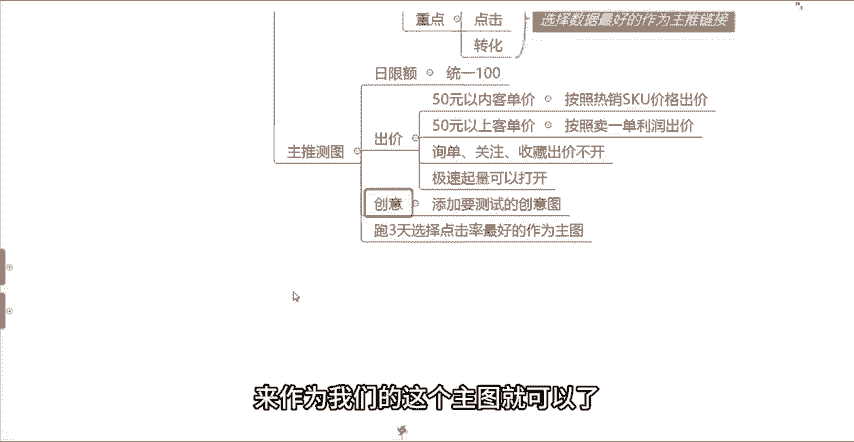 重点
点击
选择数据最好的作为主推链接
转化
日限额
统一100
50元以内客单价
按照热销SKU价格出价
出价
50元以上客单价
按照卖一单利润出价
主推测图
询单、关注、收藏出价不开
极速起量可以打开
创意
添加要测试的创意图
跑3天选择点击率最好的作为主图
来作为我们的这个主图就可以了